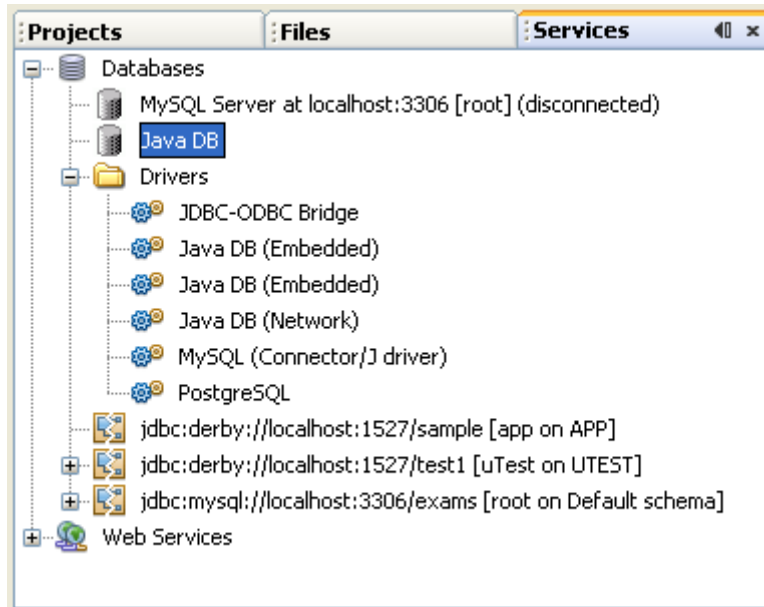 Projects Files Services
Databases
MySQL Server at localhost:3306 [root] (disconnected)
Java DB
Drivers
JDBC-ODBC Bridge
Java DB (Embedded)
Java DB (Embedded)
Java DB (Network)
MySQL (Connector/J driver)
PostgreSQL
jdbc:derby://localhost:1527/sample [app on APP]
jdbc:derby://localhost:1527/test1 [uTest on UTEST]
jdbc:mysql://localhost:3306/exams [root on Default schema]
Web Services